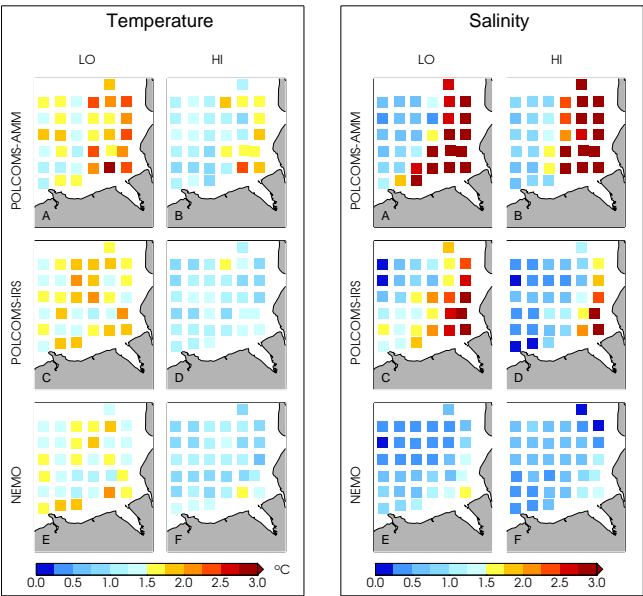 Temperature
Salinity
LO HI
LO HI
POLCOMS-AMM
A B
POLCOMS-AMM
A B
POLCOMS-IRS
C D
POLCOMS-IRS
C D
NEMO
E F
NEMO
E F
0.0 0.5 1.0 1.5 2.0 2.5 3.0 ºC
0.0 0.5 1.0 1.5 2.0 2.5 3.0